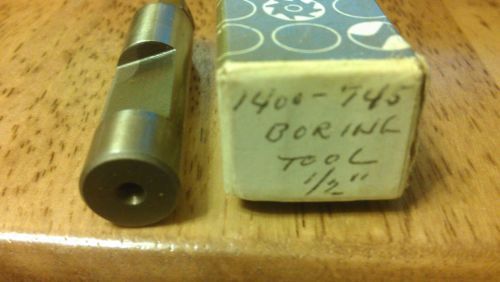 1400-745
BORING
TOOL
1/2"